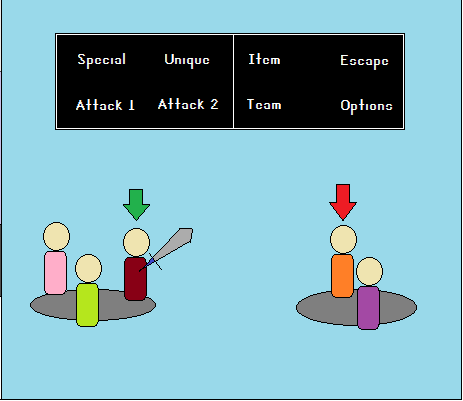 Special Unique Item Escape
Attack 1 Attack 2 Team Options